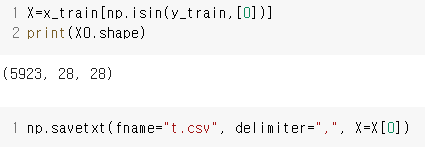 1 X=x_train[np.isin(y_train,[0])]
2 print(X0.shape)
(5923, 28, 28)
1 np.savetxt(fname="t.csv", delimiter=",", X=X[0])